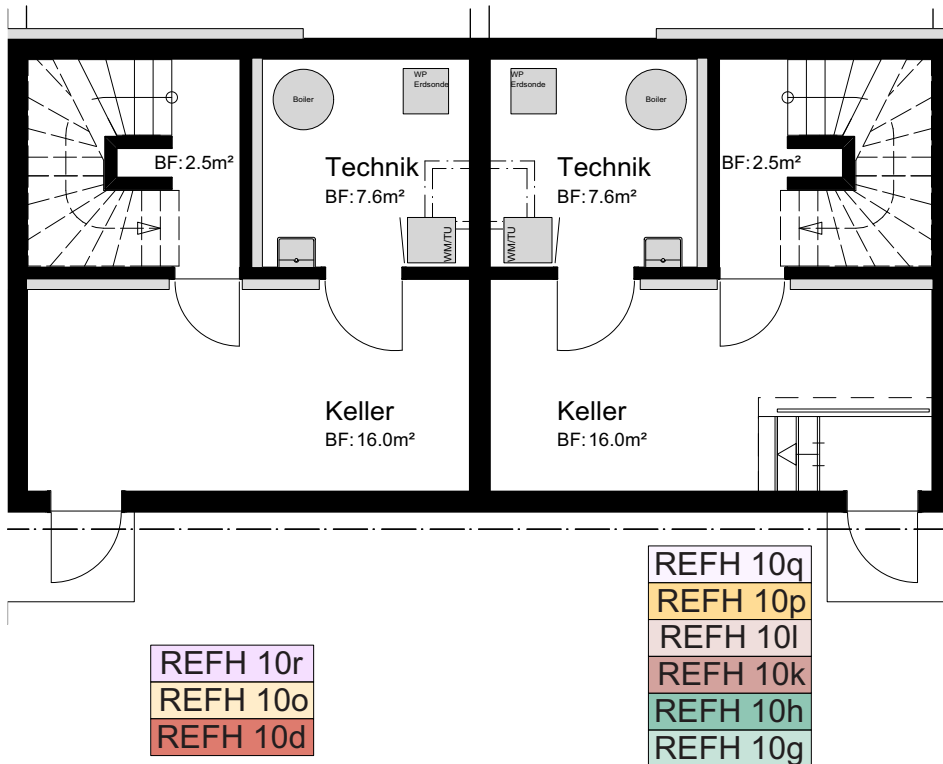 WP
Erdsonde
Boiler
BF: 2.5m²
Technik
BF: 7.6m²
WM/TU
WP
Erdsonde
Boiler
Technik
BF: 7.6m²
WM/TU
BF: 2.5m²
Keller
BF: 16.0m²
Keller
BF: 16.0m²
REFH 10r
REFH 10o
REFH 10d
REFH 10q
REFH 10p
REFH 10l
REFH 10k
REFH 10h
REFH 10g